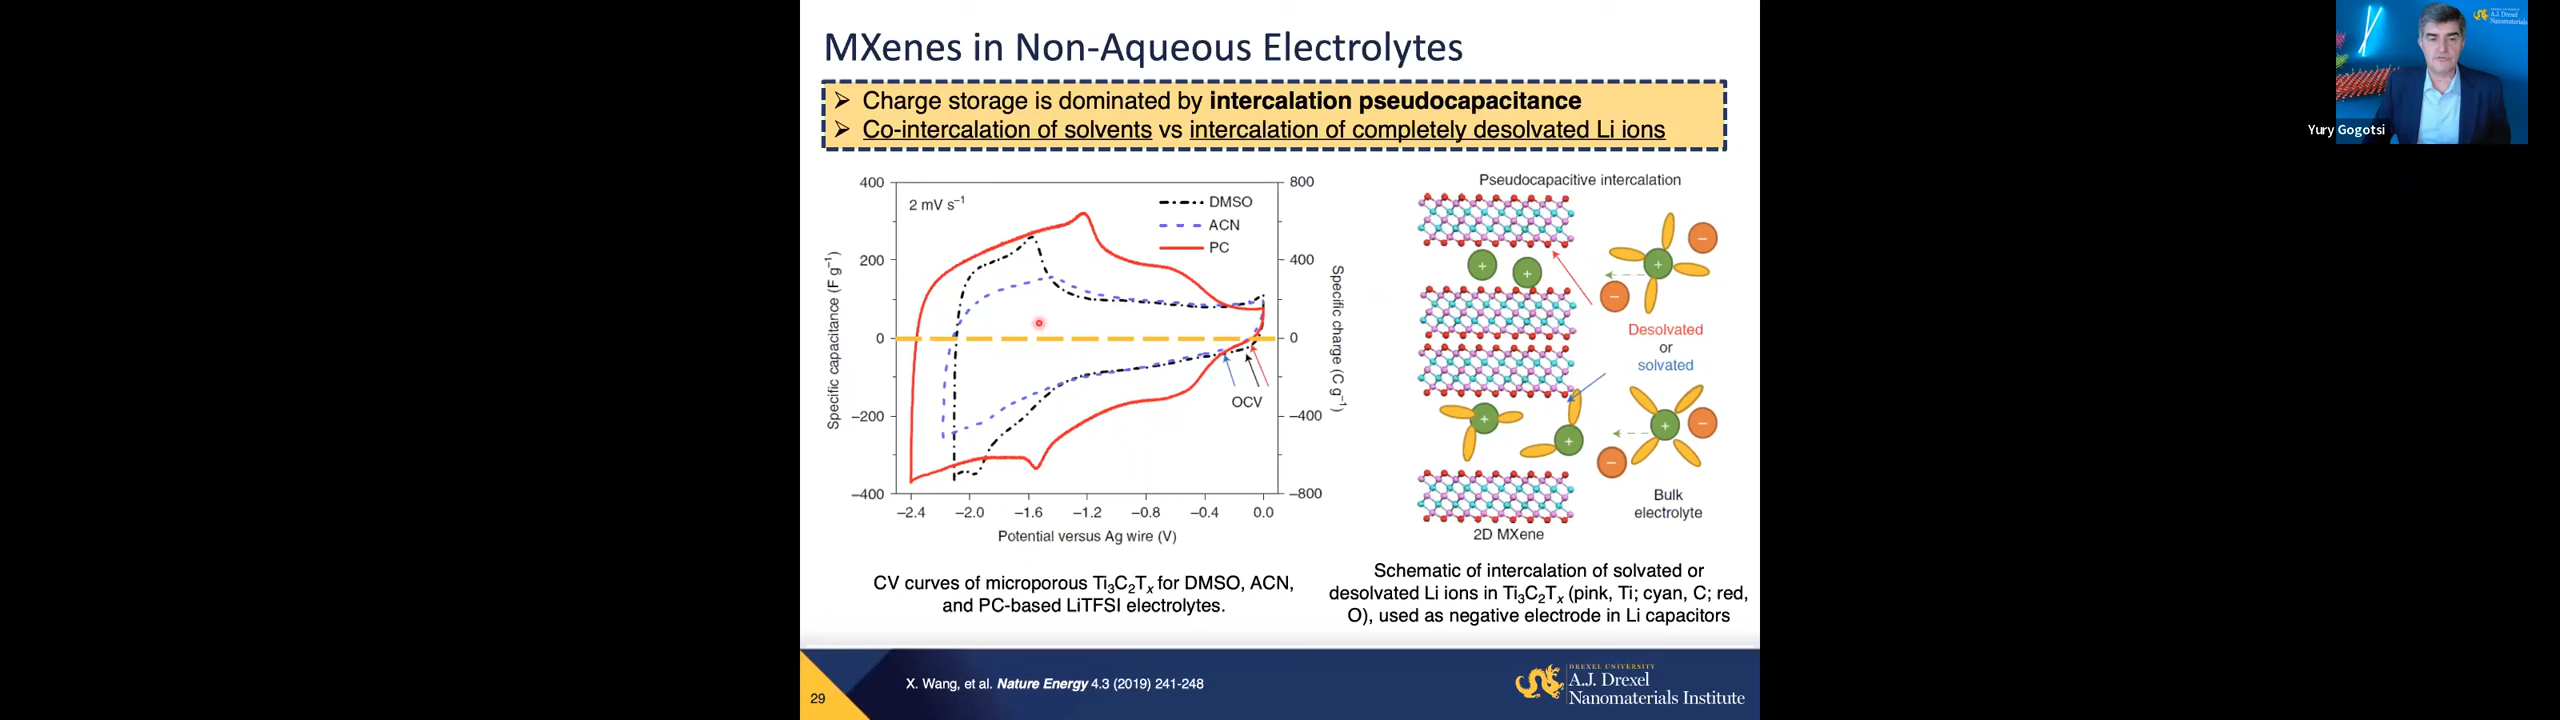 MXenes in Non-Aqueous Electrolytes
➢ Charge storage is dominated by intercalation pseudocapacitance
➢ Co-intercalation of solvents vs intercalation of completely desolvated Li ions
400
200
0
−200
−400
Specific capacitance (F g⁻¹)
2 mV s⁻¹
DMSO
ACN
PC
OCV
800
400
0
−400
−800
Specific charge (C g⁻¹)
−2.4 −2.0 −1.6 −1.2 −0.8 −0.4 0.0
Potential versus Ag wire (V)
CV curves of microporous Ti₃C₂Tₓ for DMSO, ACN,
and PC-based LiTFSI electrolytes.
Pseudocapacitive intercalation
+
+
+
−
−
Desolvated
or
solvated
+
+
+
−
−
Bulk
electrolyte
2D MXene
Schematic of intercalation of solvated or
desolvated Li ions in Ti₃C₂Tₓ (pink, Ti; cyan, C; red,
O), used as negative electrode in Li capacitors
29
X. Wang, et al. Nature Energy 4.3 (2019) 241-248
DREXEL UNIVERSITY
A.J. Drexel
Nanomaterials Institute
A.J. Drexel
Nanomaterials
Yury Gogotsi